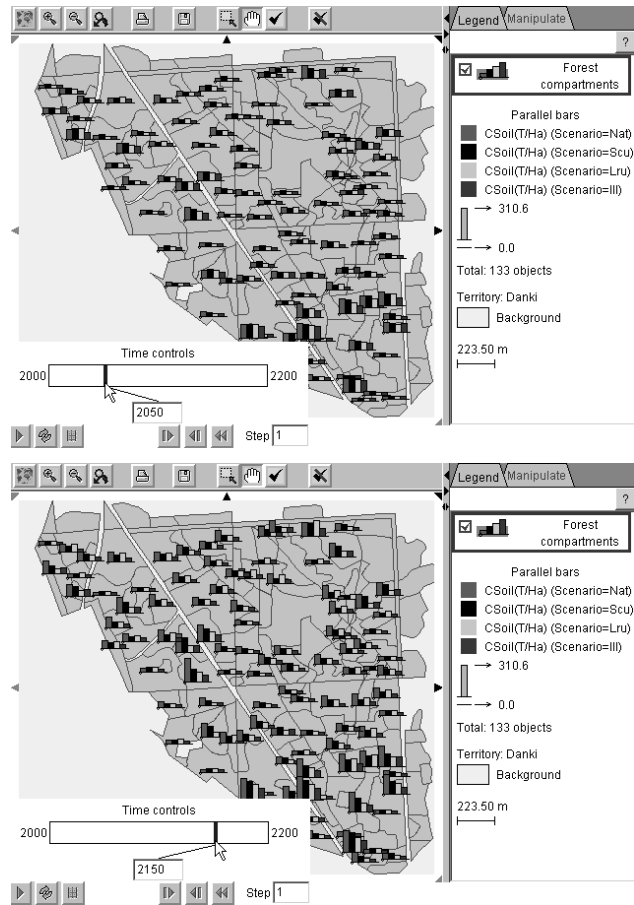 Legend Manipulate
?
Forest
compartments
Parallel bars
CSoil(T/Ha) (Scenario=Nat)
CSoil(T/Ha) (Scenario=Scu)
CSoil(T/Ha) (Scenario=Lru)
CSoil(T/Ha) (Scenario=Ill)
310.6
0.0
Total: 133 objects
Territory: Danki
Background
223.50 m
Time controls
2000 2200
2050
Step 1
Legend Manipulate
?
Forest
compartments
Parallel bars
CSoil(T/Ha) (Scenario=Nat)
CSoil(T/Ha) (Scenario=Scu)
CSoil(T/Ha) (Scenario=Lru)
CSoil(T/Ha) (Scenario=Ill)
310.6
0.0
Total: 133 objects
Territory: Danki
Background
223.50 m
Time controls
2000 2200
2150
Step 1